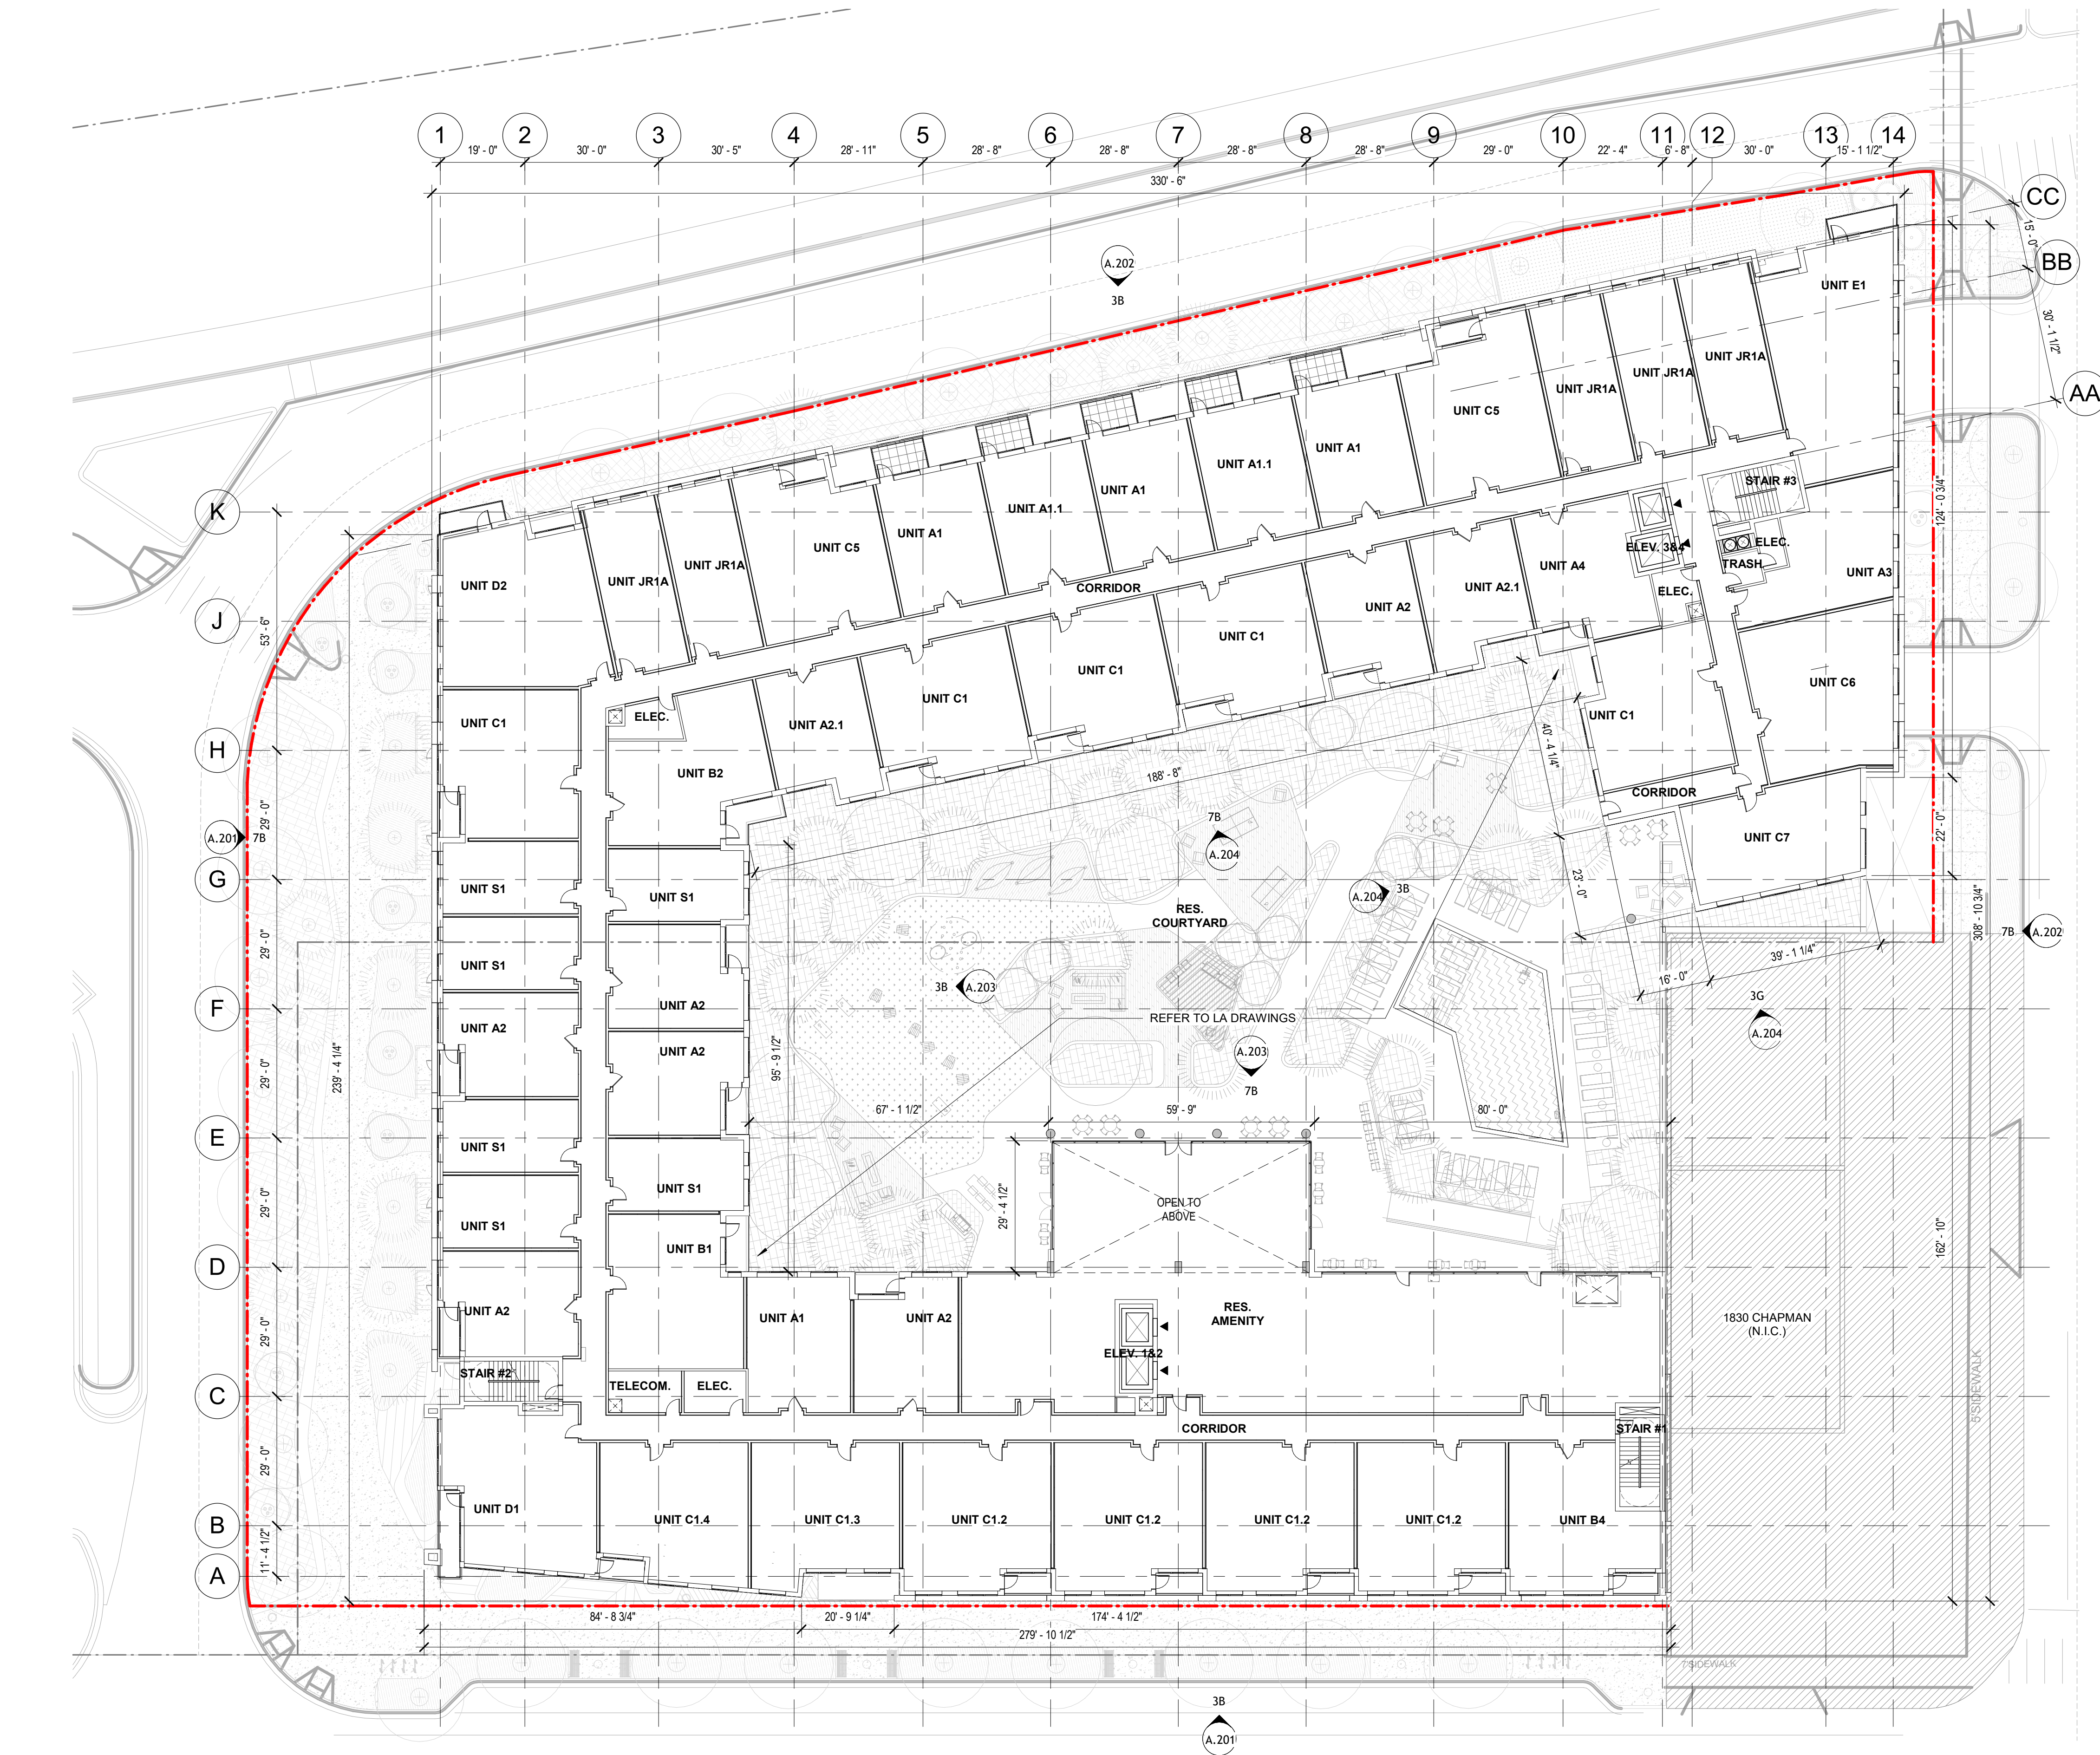 1 2 3 4 5 6 7 8 9 10 11 12 13 14
19' - 0" 30' - 0" 30' - 5" 28' - 11" 28' - 8" 28' - 8" 28' - 8" 28' - 8" 29' - 0" 22' - 4" 6' - 8" 30' - 0" 15' - 1 1/2"
330' - 6"
CC
15' - 0"
BB
30' - 1 1/2"
AA
A.202
3B
UNIT E1
UNIT JR1A
UNIT JR1A
UNIT JR1A
UNIT C5
UNIT A1
UNIT A1.1
UNIT A1
UNIT A1.1
UNIT A1
UNIT C5
UNIT JR1A
UNIT JR1A
UNIT D2
K
J
H
G
F
E
D
C
B
A
53' - 6"
29' - 0"
29' - 0"
29' - 0"
29' - 0"
29' - 0"
29' - 0"
11' - 4 1/2"
239' - 4 1/4"
A.201
7B
STAIR #3
ELEV. 3&4
ELEC.
TRASH
ELEC.
124' - 0 3/4"
UNIT A3
UNIT A4
UNIT A2.1
UNIT A2
CORRIDOR
UNIT C1
UNIT C1
UNIT C1
UNIT A2.1
ELEC.
UNIT B2
UNIT C1
UNIT C1
UNIT C6
CORRIDOR
UNIT C7
22' - 0"
40' - 4 1/4"
188' - 8"
23' - 0"
7B
A.204
A.204
3B
RES.
COURTYARD
UNIT S1
UNIT S1
UNIT S1
UNIT A2
UNIT A2
UNIT A2
UNIT S1
UNIT S1
UNIT S1
UNIT B1
UNIT A2
3B
A.203
REFER TO LA DRAWINGS
A.203
7B
95' - 9 1/2"
67' - 1 1/2"
59' - 9"
80' - 0"
29' - 4 1/2"
OPEN TO
ABOVE
39' - 1 1/4"
16' - 0"
3G
A.204
308' - 10 3/4"
7B
A.202
162' - 10"
1830 CHAPMAN
(N.I.C.)
5'SIDEWALK
UNIT A1
UNIT A2
RES.
AMENITY
ELEV. 1&2
STAIR #2
TELECOM.
ELEC.
CORRIDOR
STAIR #1
UNIT D1
UNIT C1.4
UNIT C1.3
UNIT C1.2
UNIT C1.2
UNIT C1.2
UNIT C1.2
UNIT B4
84' - 8 3/4"
20' - 9 1/4"
174' - 4 1/2"
279' - 10 1/2"
7'SIDEWALK
3B
A.201